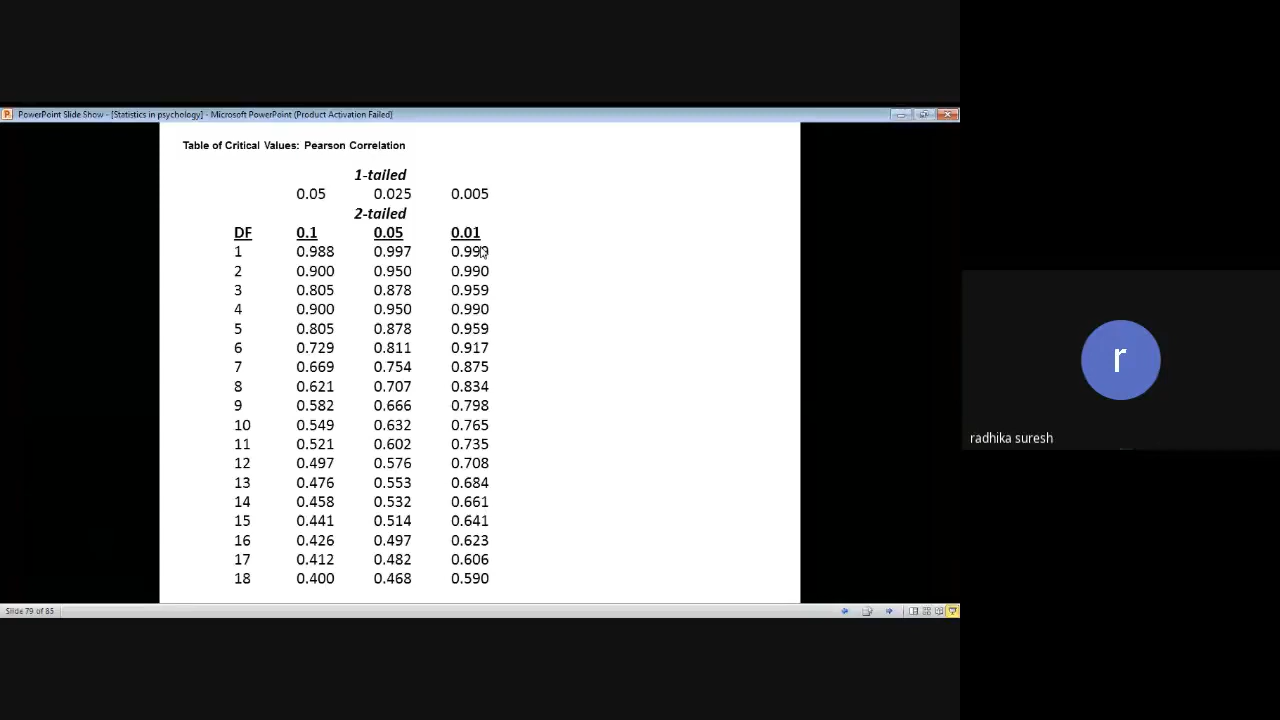 PowerPoint Slide Show - [Statistics in psychology] - Microsoft PowerPoint (Product Activation Failed)
Table of Critical Values: Pearson Correlation
1-tailed
0.05 0.025 0.005
2-tailed
DF 0.1 0.05 0.01
1 0.988 0.997
2 0.900 0.950 0.990
3 0.805 0.878 0.959
4 0.900 0.950 0.990
5 0.805 0.878 0.959
6 0.729 0.811 0.917
7 0.669 0.754 0.875
8 0.621 0.707 0.834
9 0.582 0.666 0.798
10 0.549 0.632 0.765
11 0.521 0.602 0.735
12 0.497 0.576 0.708
13 0.476 0.553 0.684
14 0.458 0.532 0.661
15 0.441 0.514 0.641
16 0.426 0.497 0.623
17 0.412 0.482 0.606
18 0.400 0.468 0.590
Slide 79 of 85
r
radhika suresh